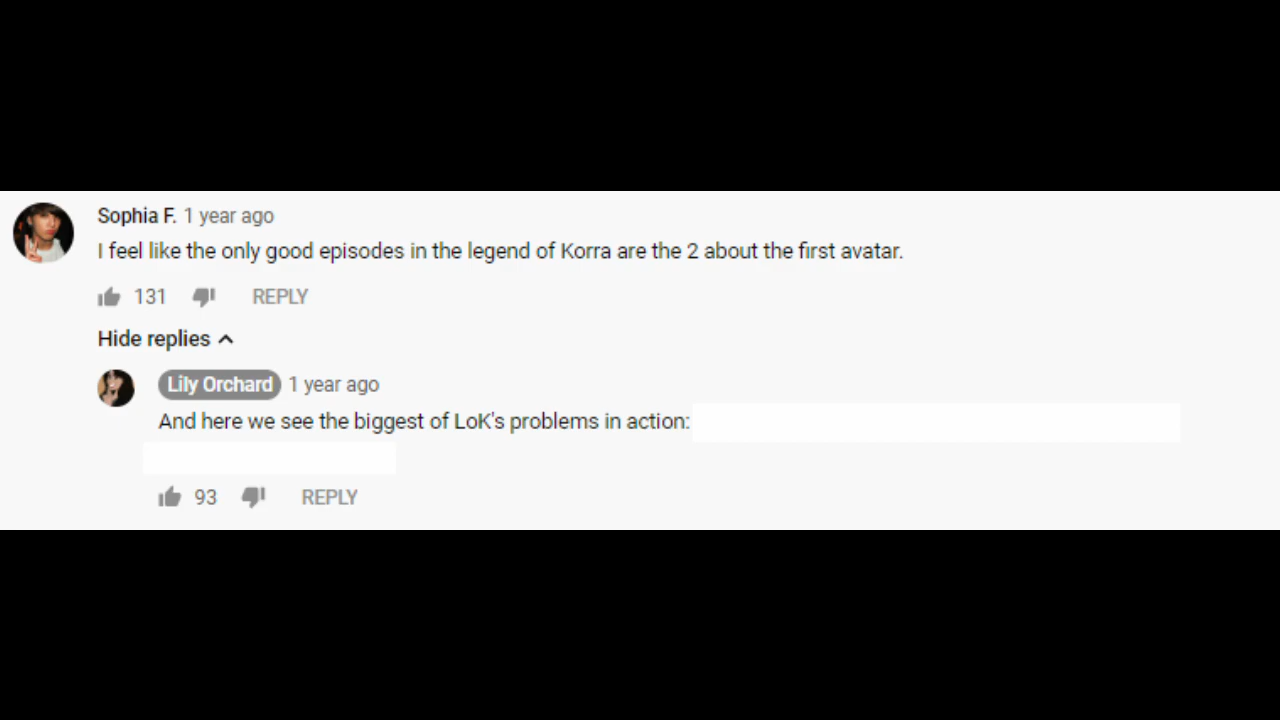 Sophia F. 1 year ago
I feel like the only good episodes in the legend of Korra are the 2 about the first avatar.
131 REPLY
Hide replies
Lily Orchard 1 year ago
And here we see the biggest of LoK's problems in action:
93 REPLY